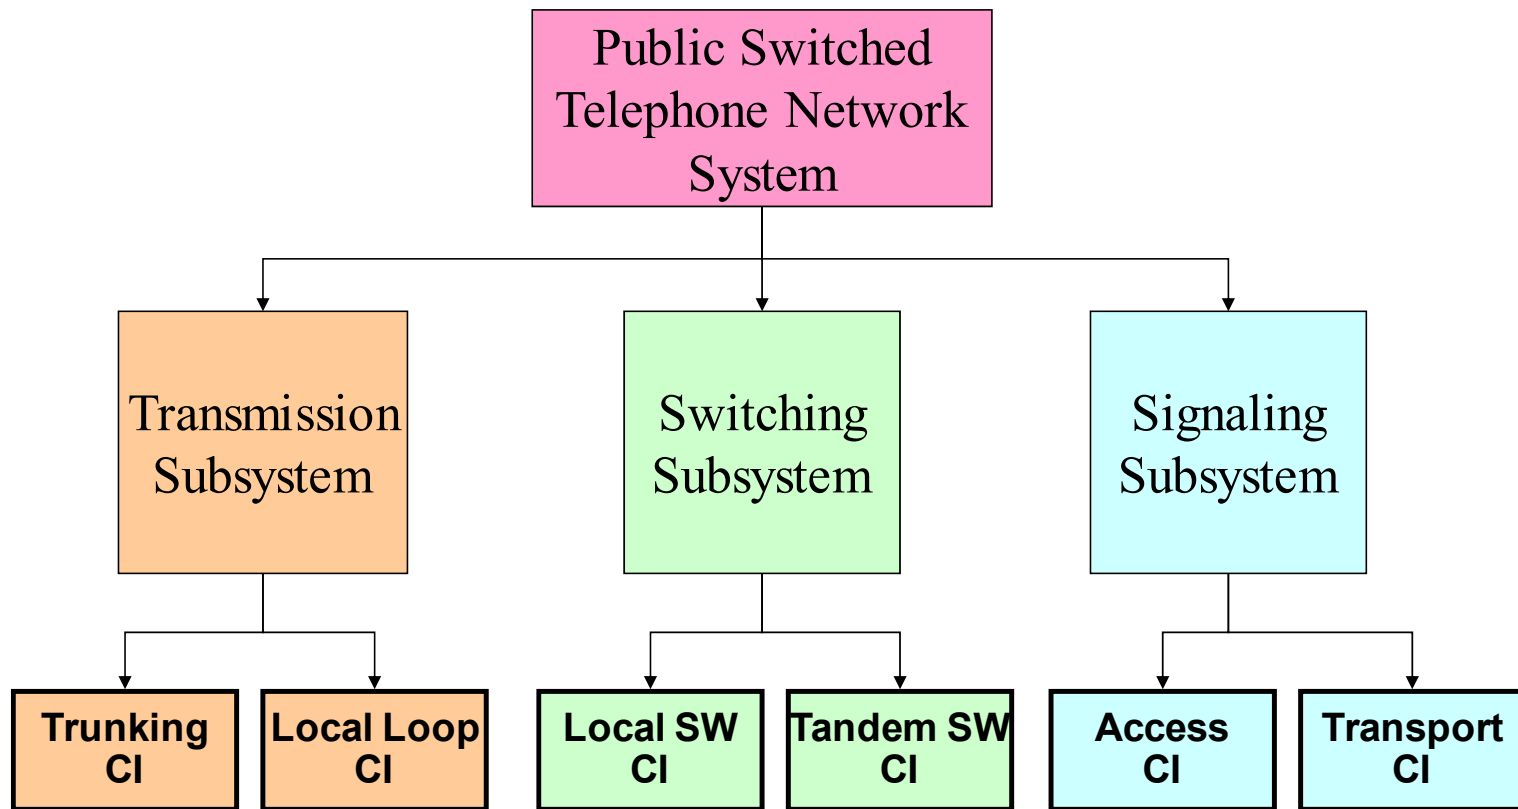 Public Switched
Telephone Network
System
Transmission
Subsystem
Switching
Subsystem
Signaling
Subsystem
Trunking
CI
Local Loop
CI
Local SW
CI
Tandem SW
CI
Access
CI
Transport
CI